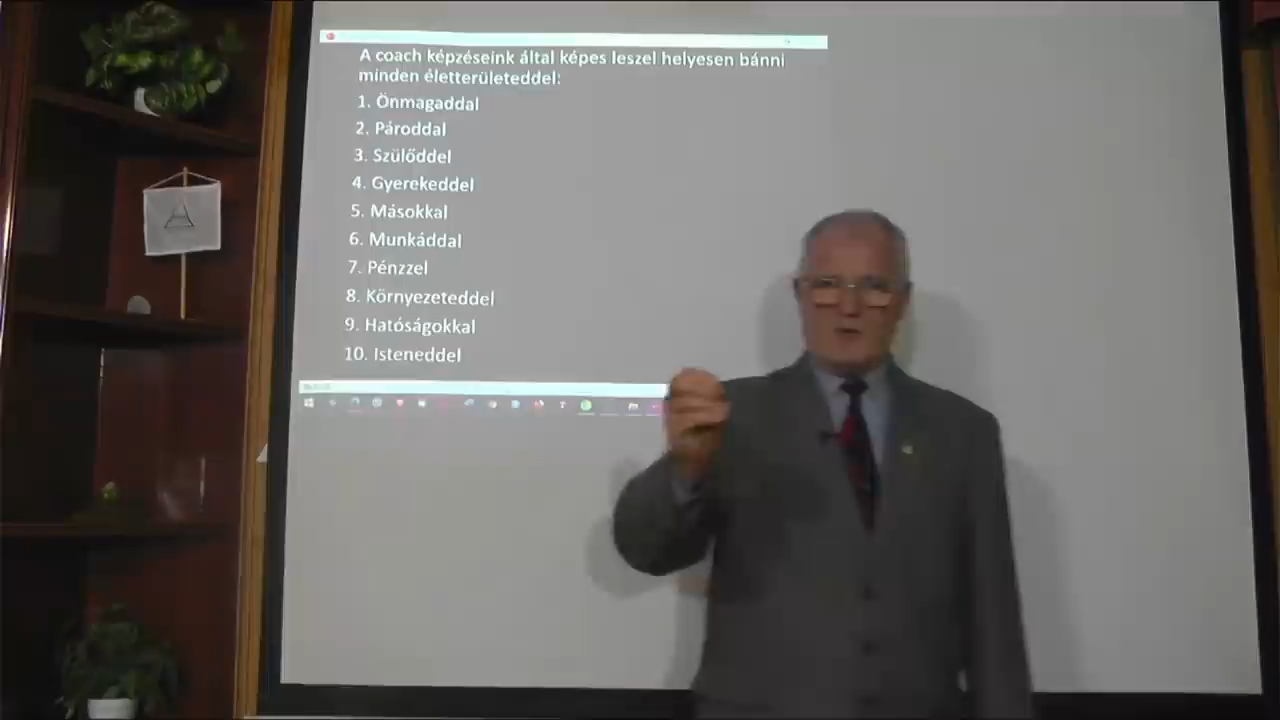 A coach képzéseink által képes leszel helyesen bánni
minden életterületeddel:
1. Önmagaddal
2. Pároddal
3. Szülőddel
4. Gyerekeddel
5. Másokkal
6. Munkáddal
7. Pénzzel
8. Környezeteddel
9. Hatóságokkal
10. Isteneddel